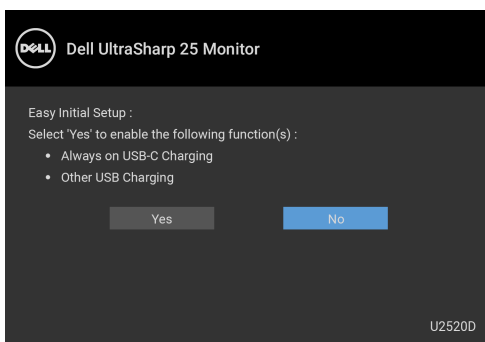 DELL
Dell UltraSharp 25 Monitor
Easy Initial Setup :
Select 'Yes' to enable the following function(s) :
• Always on USB-C Charging
• Other USB Charging
Yes No
U2520D